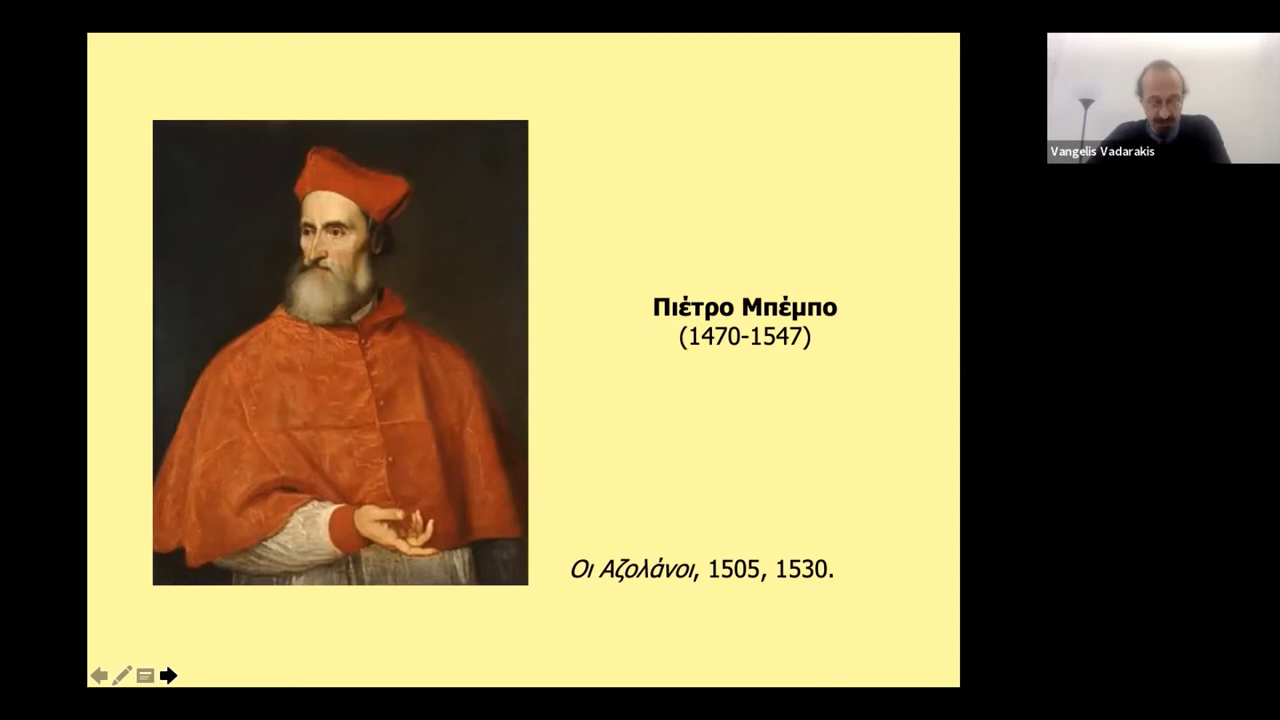 Πιέτρο Μπέμπο
(1470-1547)
Οι Αζολάνοι, 1505, 1530.
Vangelis Vadarakis